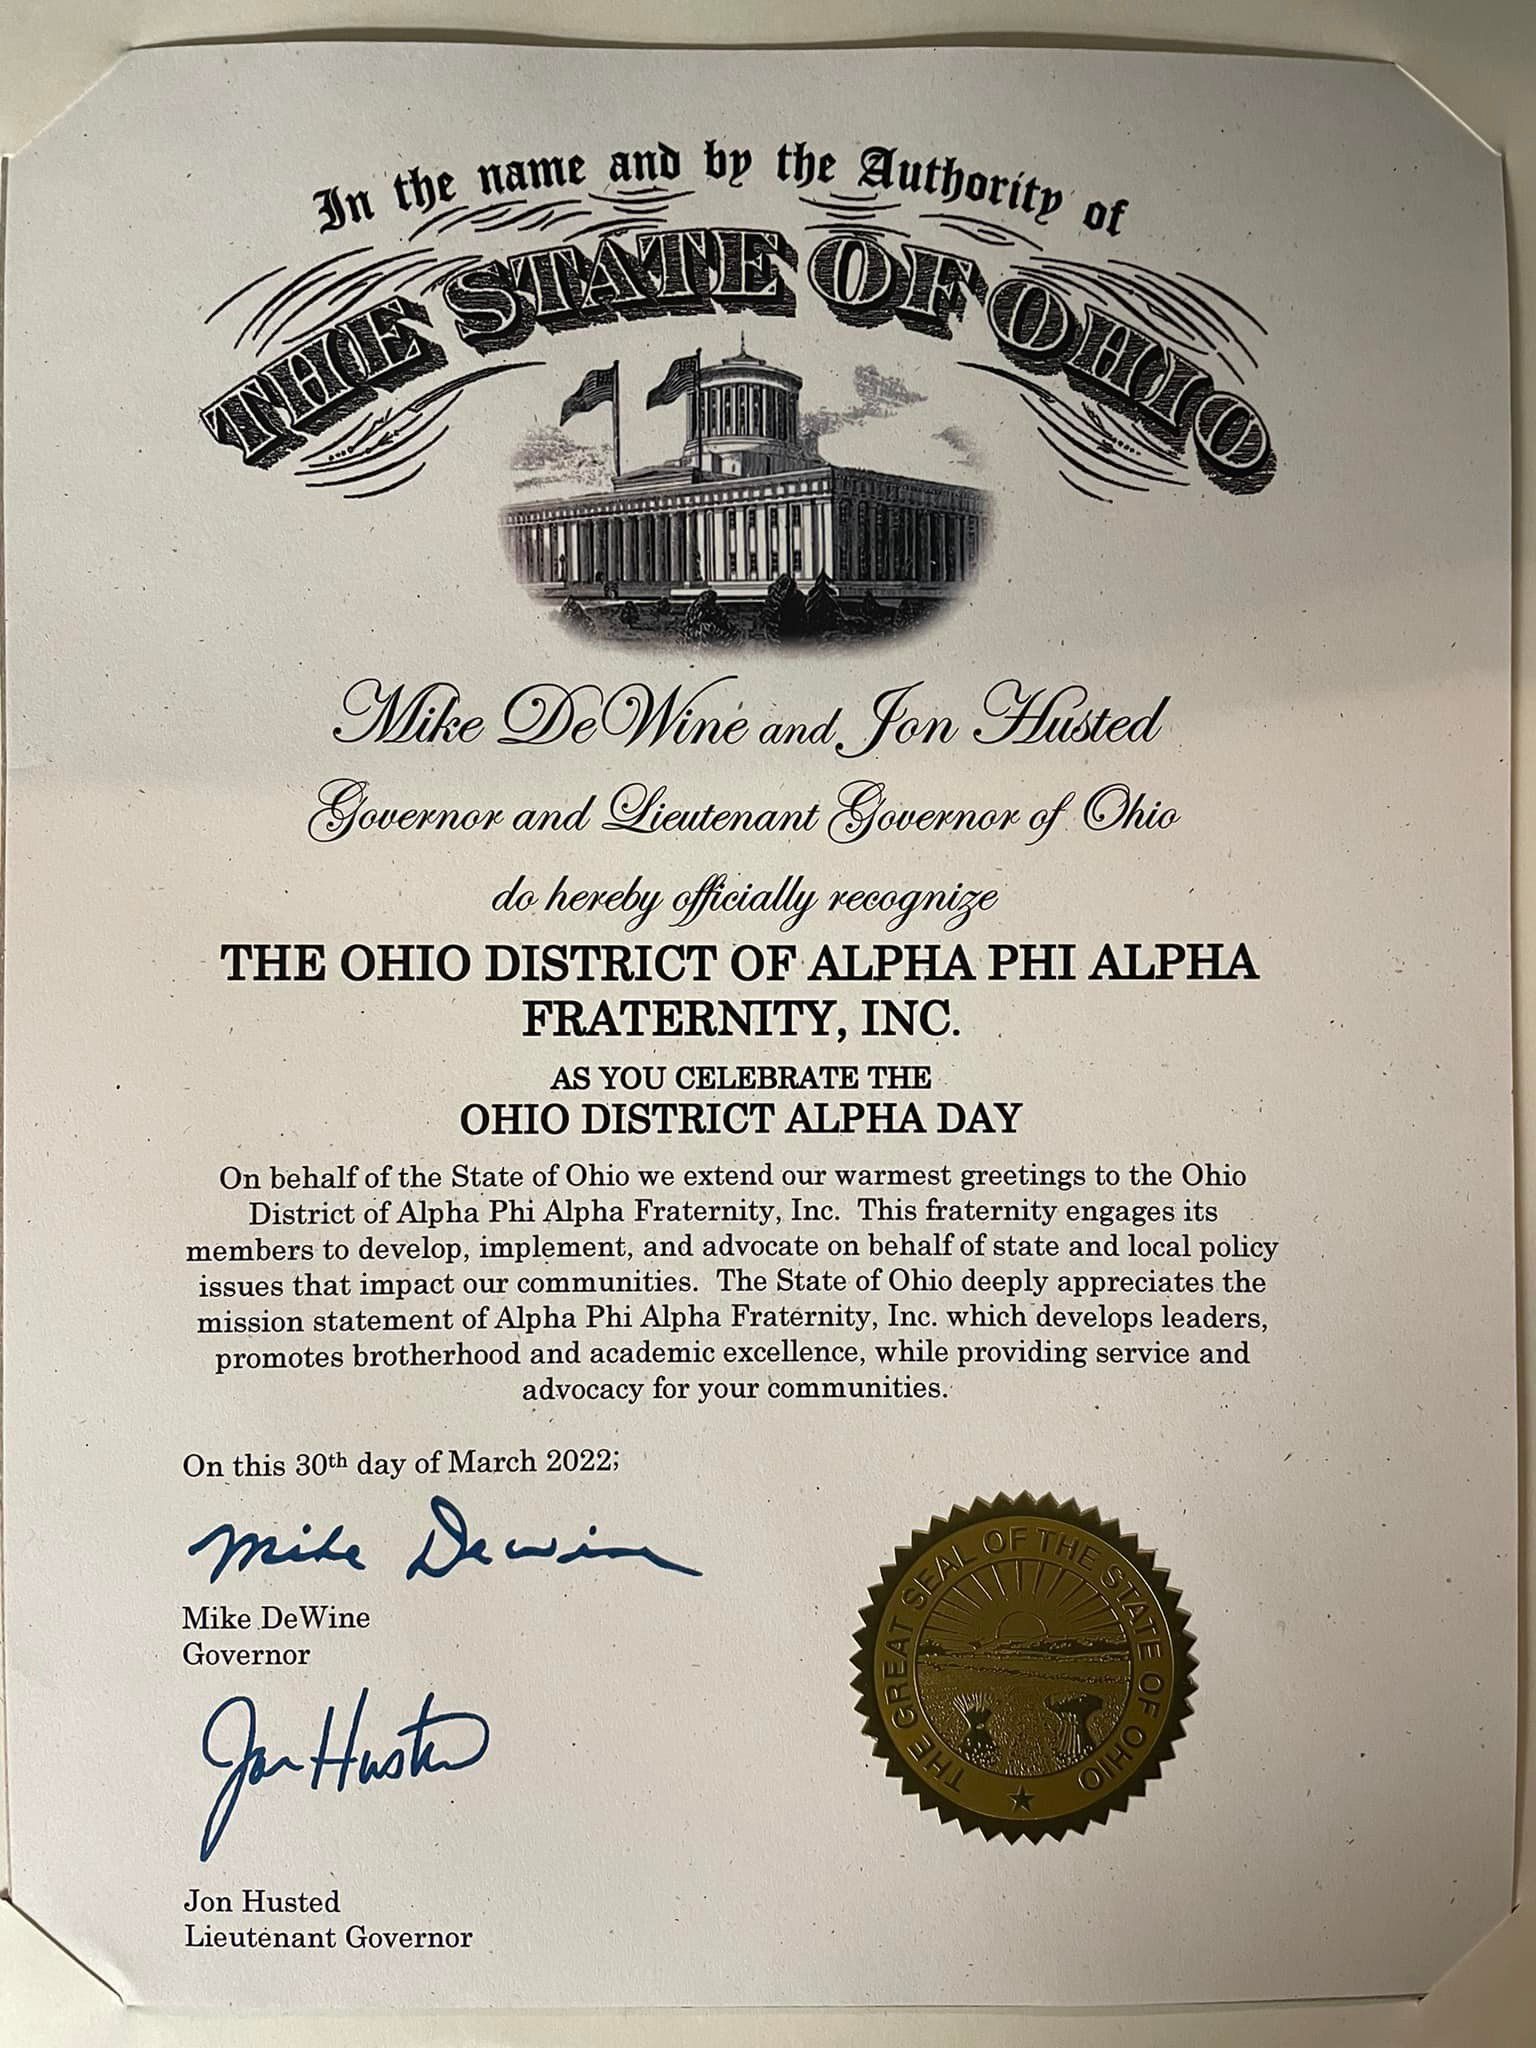 In the name and by the Authority of
THE STATE OF OHIO
Mike DeWine and Jon Husted
Governor and Lieutenant Governor of Ohio
do hereby officially recognize
THE OHIO DISTRICT OF ALPHA PHI ALPHA
FRATERNITY, INC.
AS YOU CELEBRATE THE
OHIO DISTRICT ALPHA DAY
On behalf of the State of Ohio we extend our warmest greetings to the Ohio
District of Alpha Phi Alpha Fraternity, Inc. This fraternity engages its
members to develop, implement, and advocate on behalf of state and local policy
issues that impact our communities. The State of Ohio deeply appreciates the
mission statement of Alpha Phi Alpha Fraternity, Inc. which develops leaders,
promotes brotherhood and academic excellence, while providing service and
advocacy for your communities.
On this 30th day of March 2022;
Mike DeWine
Mike DeWine
Governor
Jon Husted
Jon Husted
Lieutenant Governor
THE GREAT SEAL OF THE STATE OF OHIO